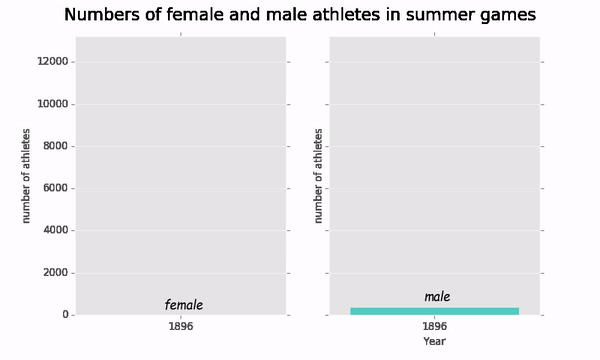 Numbers of female and male athletes in summer games
number of athletes
12000
10000
8000
6000
4000
2000
0
female
1896
number of athletes
male
1896
Year